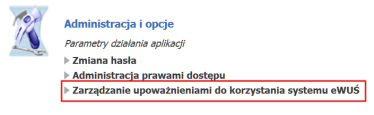 Administracja i opcje
Parametry działania aplikacji
Zmiana hasła
Administracja prawami dostępu
Zarządzanie upoważnieniami do korzystania systemu eWUŚ